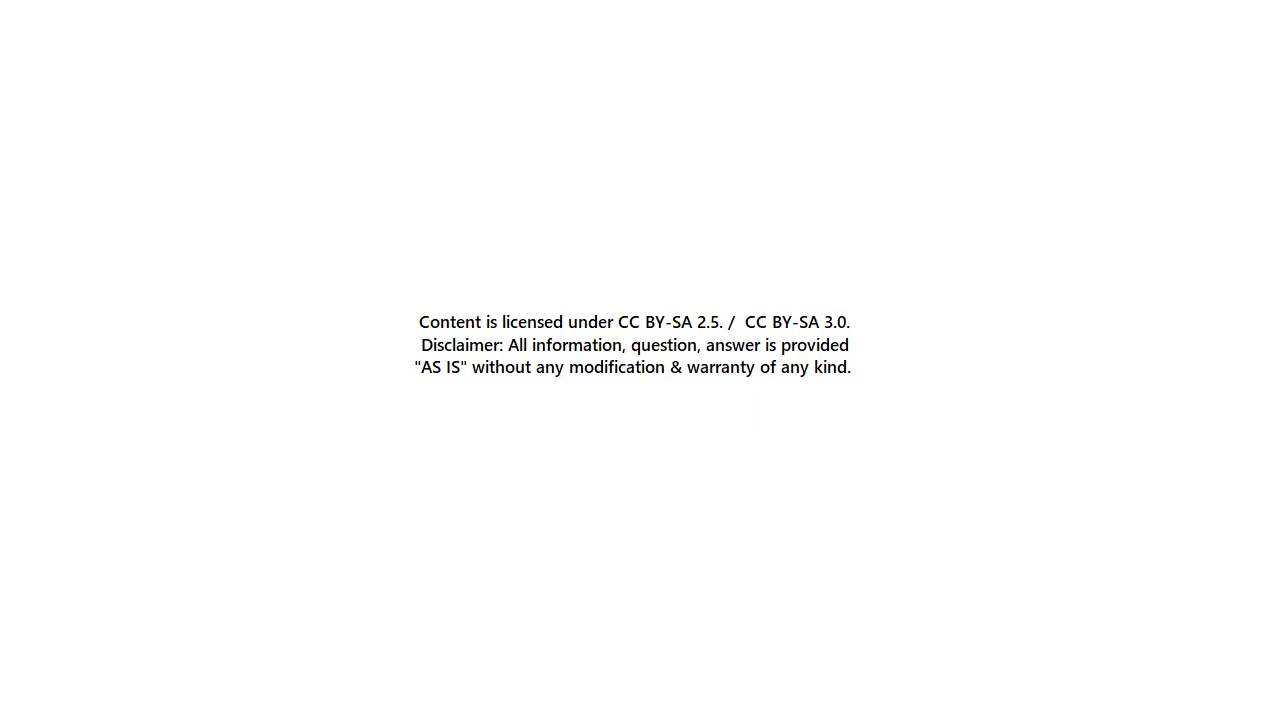 Content is licensed under CC BY-SA 2.5. /  CC BY-SA 3.0.
Disclaimer: All information, question, answer is provided
"AS IS" without any modification & warranty of any kind.